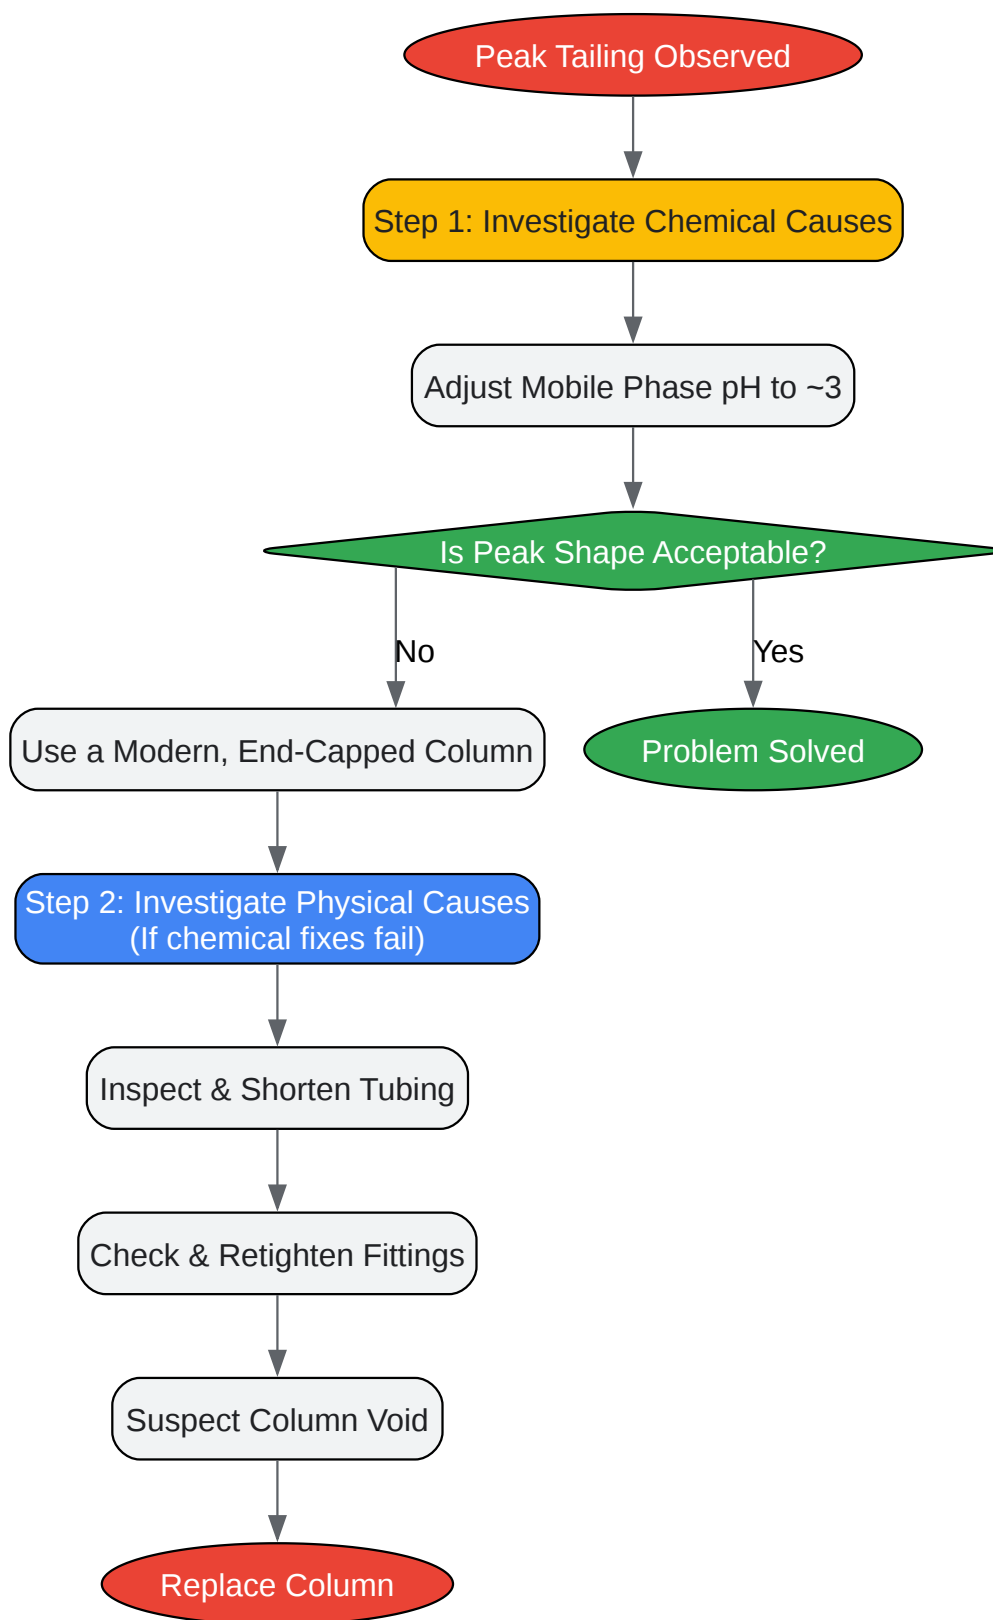 Peak Tailing Observed
Step 1: Investigate Chemical Causes
Adjust Mobile Phase pH to ~3
Is Peak Shape Acceptable?
No
Yes
Use a Modern, End-Capped Column
Problem Solved
Step 2: Investigate Physical Causes
(If chemical fixes fail)
Inspect & Shorten Tubing
Check & Retighten Fittings
Suspect Column Void
Replace Column